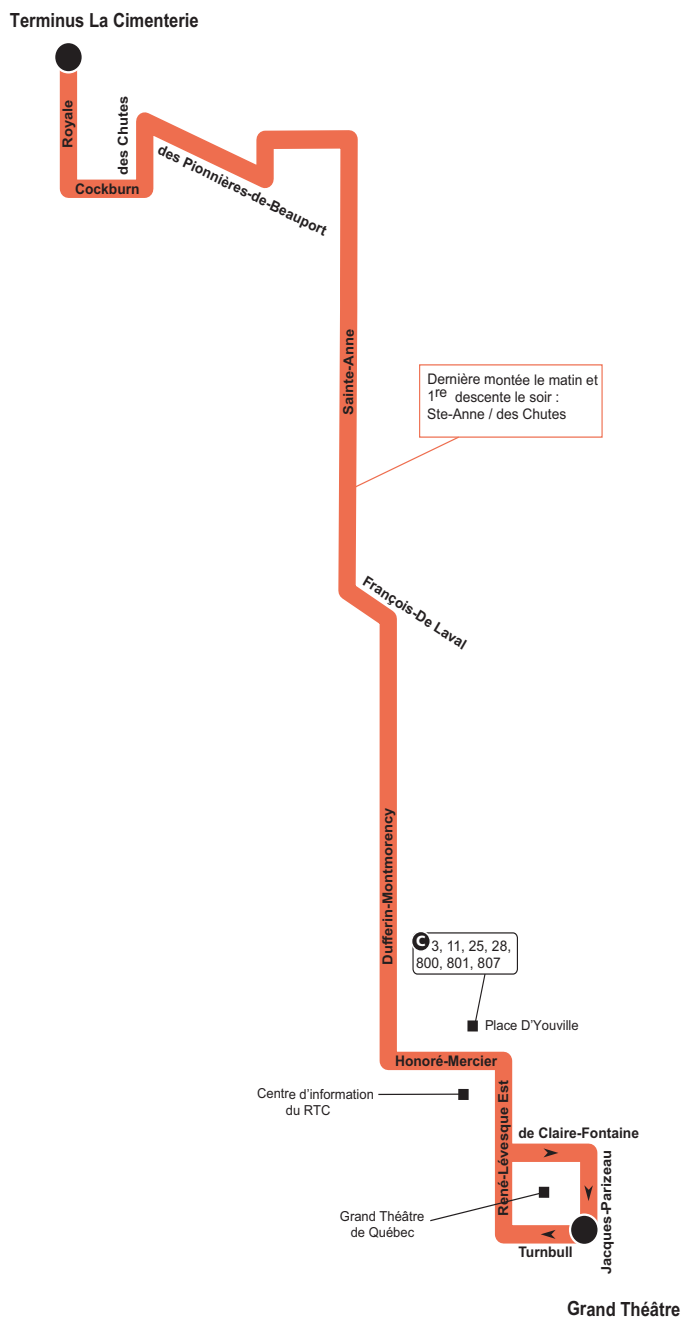 Terminus La Cimenterie
Royale
des Chutes
Cockburn
des Pionnières-de-Beauport
Sainte-Anne
Dernière montée le matin et
1re descente le soir :
Ste-Anne / des Chutes
François-De Laval
Dufferin-Montmorency
C 3, 11, 25, 28,
800, 801, 807
Place D'Youville
Honoré-Mercier
Centre d'information
du RTC
René-Lévesque Est
de Claire-Fontaine
Jacques-Parizeau
Grand Théâtre
de Québec
Turnbull
Grand Théâtre